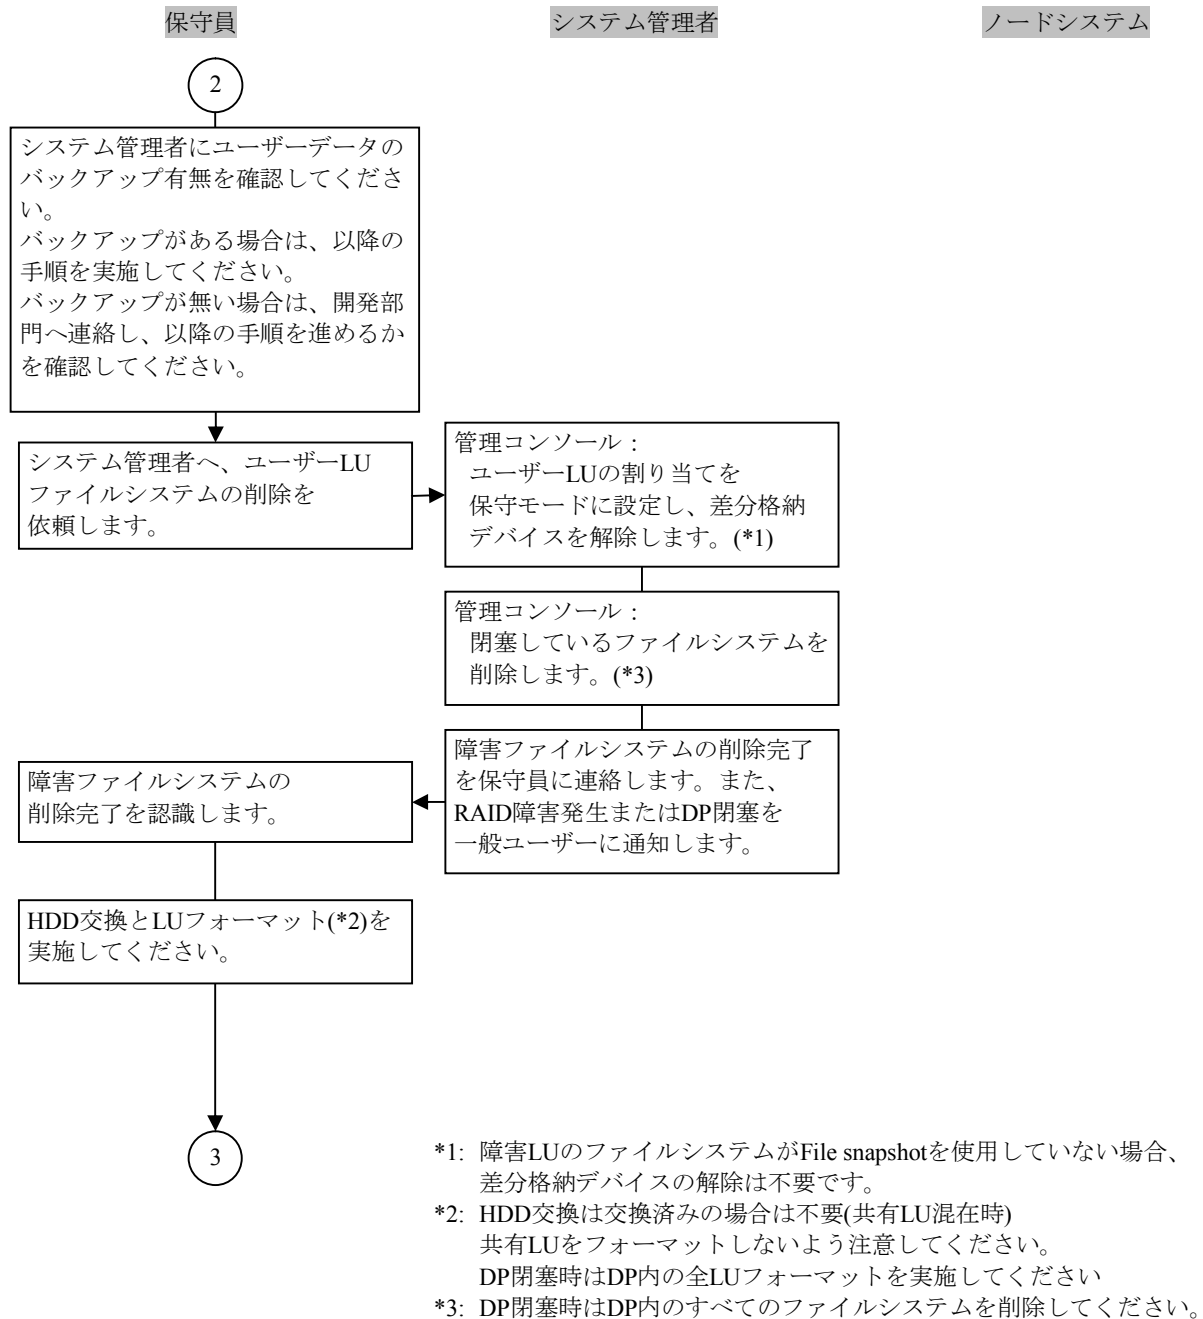 保守員
システム管理者
ノードシステム
2
システム管理者にユーザーデータの
バックアップ有無を確認してくださ
い。
バックアップがある場合は、以降の
手順を実施してください。
バックアップが無い場合は、開発部
門へ連絡し、以降の手順を進めるか
を確認してください。
システム管理者へ、ユーザーLU
ファイルシステムの削除を
依頼します。
管理コンソール：
ユーザーLUの割り当てを
保守モードに設定し、差分格納
デバイスを解除します。(*1)
管理コンソール：
閉塞しているファイルシステムを
削除します。(*3)
障害ファイルシステムの削除完了
を保守員に連絡します。また、
RAID障害発生またはDP閉塞を
一般ユーザーに通知します。
障害ファイルシステムの
削除完了を認識します。
HDD交換とLUフォーマット(*2)を
実施してください。
3
*1: 障害LUのファイルシステムがFile snapshotを使用していない場合、
差分格納デバイスの解除は不要です。
*2: HDD交換は交換済みの場合は不要(共有LU混在時)
共有LUをフォーマットしないよう注意してください。
DP閉塞時はDP内の全LUフォーマットを実施してください
*3: DP閉塞時はDP内のすべてのファイルシステムを削除してください。